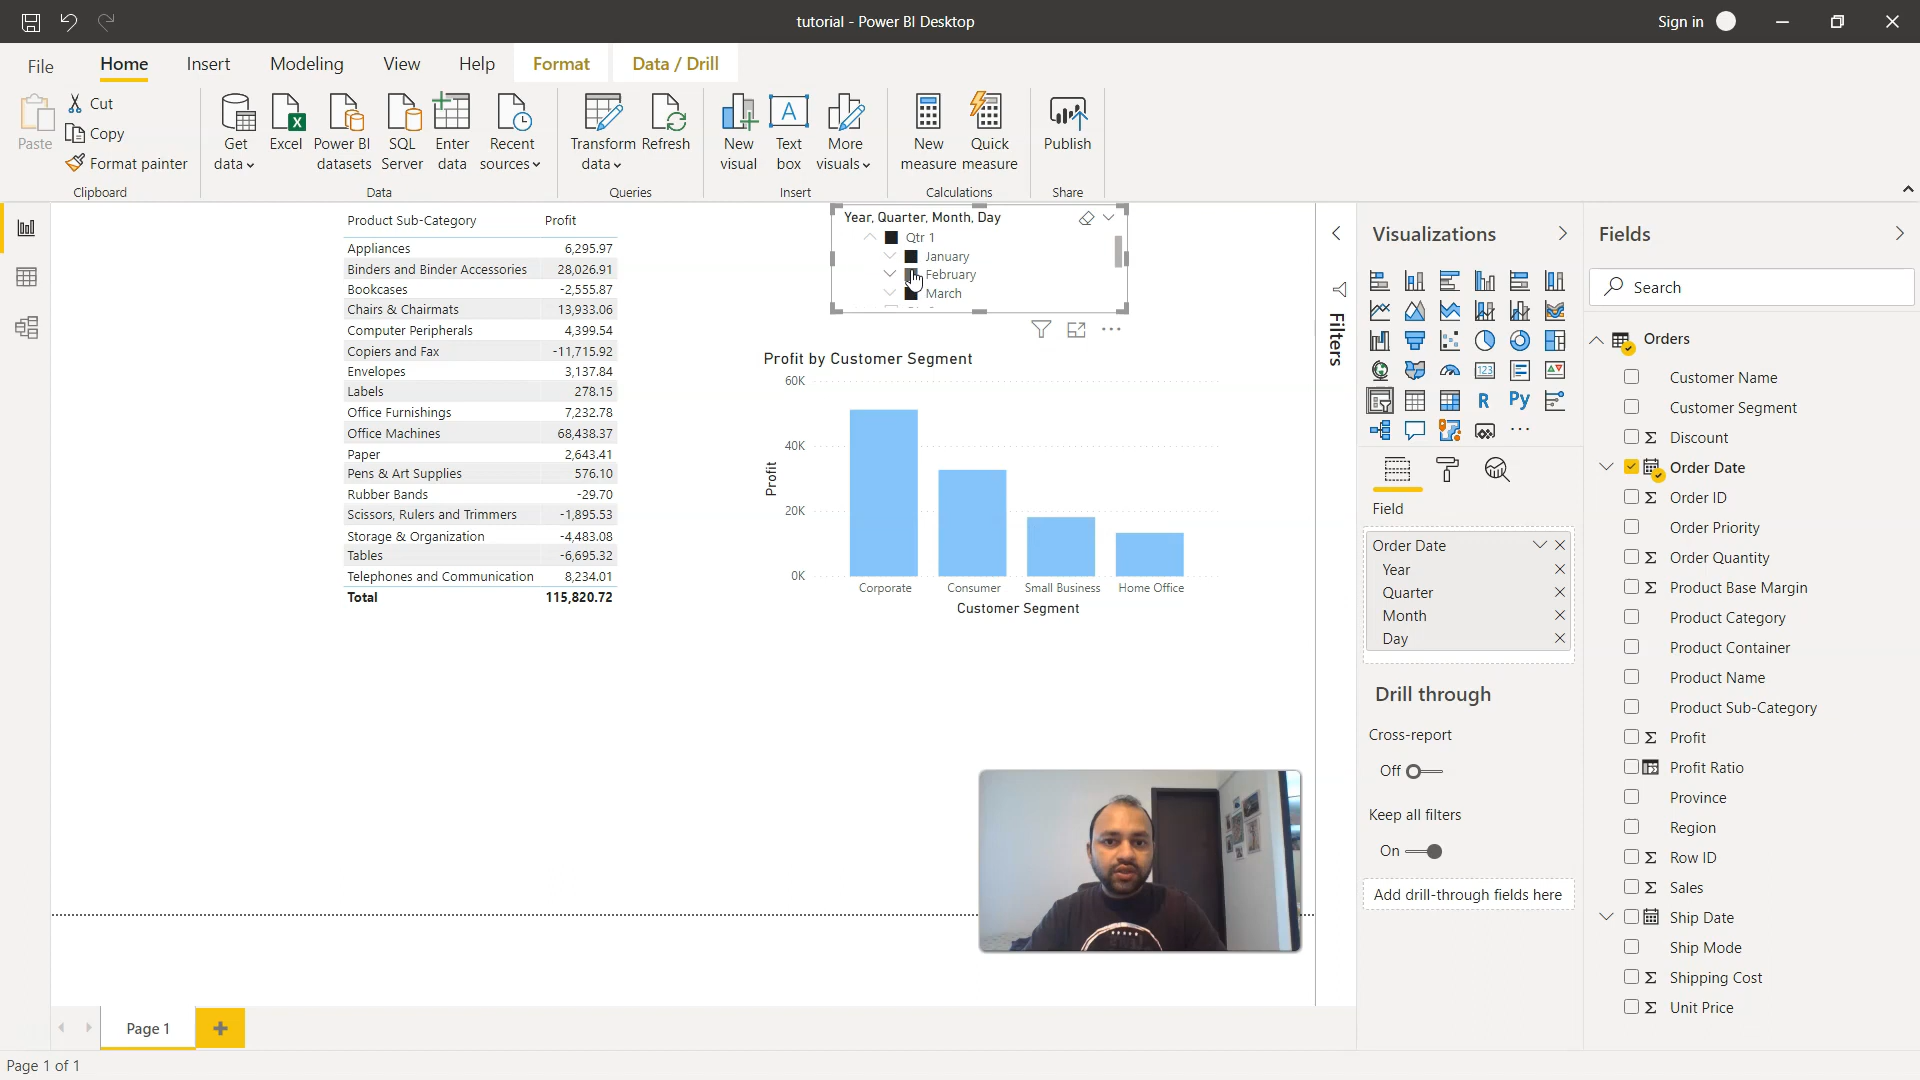 tutorial - Power BI Desktop
Sign in
File Home Insert Modeling View Help Format Data / Drill
Paste
Cut
Copy
Format painter
Clipboard
Get data
Excel
Power BI datasets
SQL Server
Enter data
Recent sources
Data
Transform data
Refresh
Queries
New visual
Text box
More visuals
Insert
New measure
Quick measure
Calculations
Publish
Share
Product Sub-Category Profit
Appliances 6,295.97
Binders and Binder Accessories 28,026.91
Bookcases -2,555.87
Chairs & Chairmats 13,933.06
Computer Peripherals 4,399.54
Copiers and Fax -11,715.92
Envelopes 3,137.84
Labels 278.15
Office Furnishings 7,232.78
Office Machines 68,438.37
Paper 2,643.41
Pens & Art Supplies 576.10
Rubber Bands -29.70
Scissors, Rulers and Trimmers -1,895.53
Storage & Organization -4,483.08
Tables -6,695.32
Telephones and Communication 8,234.01
Total 115,820.72
Year, Quarter, Month, Day
Qtr 1
January
February
March
Profit by Customer Segment
60K
40K
20K
0K
Profit
Corporate Consumer Small Business Home Office
Customer Segment
Filters
Visualizations
123
R
Py
Field
Order Date
Year
Quarter
Month
Day
Drill through
Cross-report
Off
Keep all filters
On
Add drill-through fields here
Fields
Search
Orders
Customer Name
Customer Segment
Σ Discount
Order Date
Σ Order ID
Order Priority
Σ Order Quantity
Σ Product Base Margin
Product Category
Product Container
Product Name
Product Sub-Category
Σ Profit
Profit Ratio
Province
Region
Σ Row ID
Σ Sales
Ship Date
Ship Mode
Σ Shipping Cost
Σ Unit Price
Page 1
Page 1 of 1